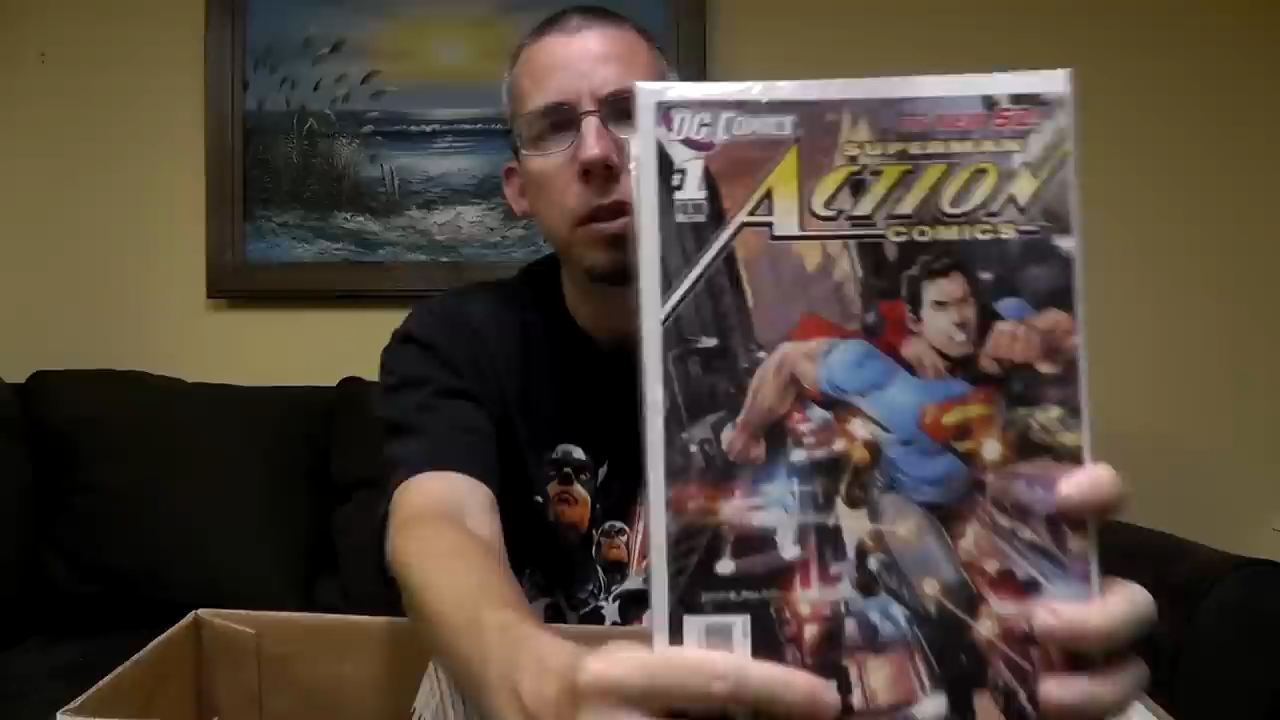 DC COMICS
THE NEW 52!
#1
SUPERMAN
ACTION
COMICS